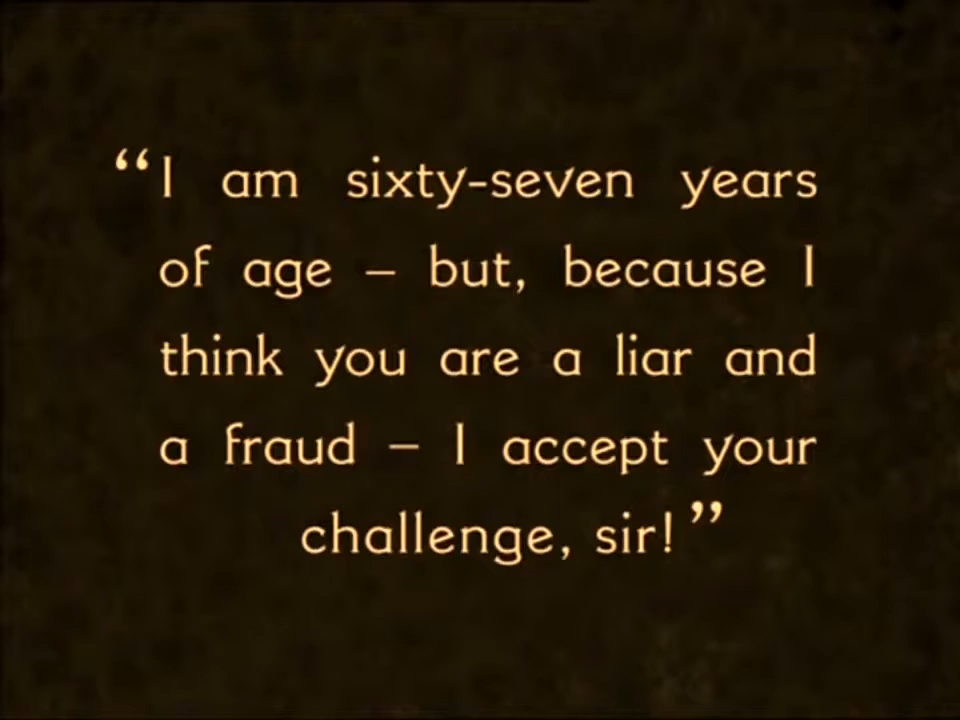 “I am sixty-seven years
of age – but, because I
think you are a liar and
a fraud – I accept your
challenge, sir!”